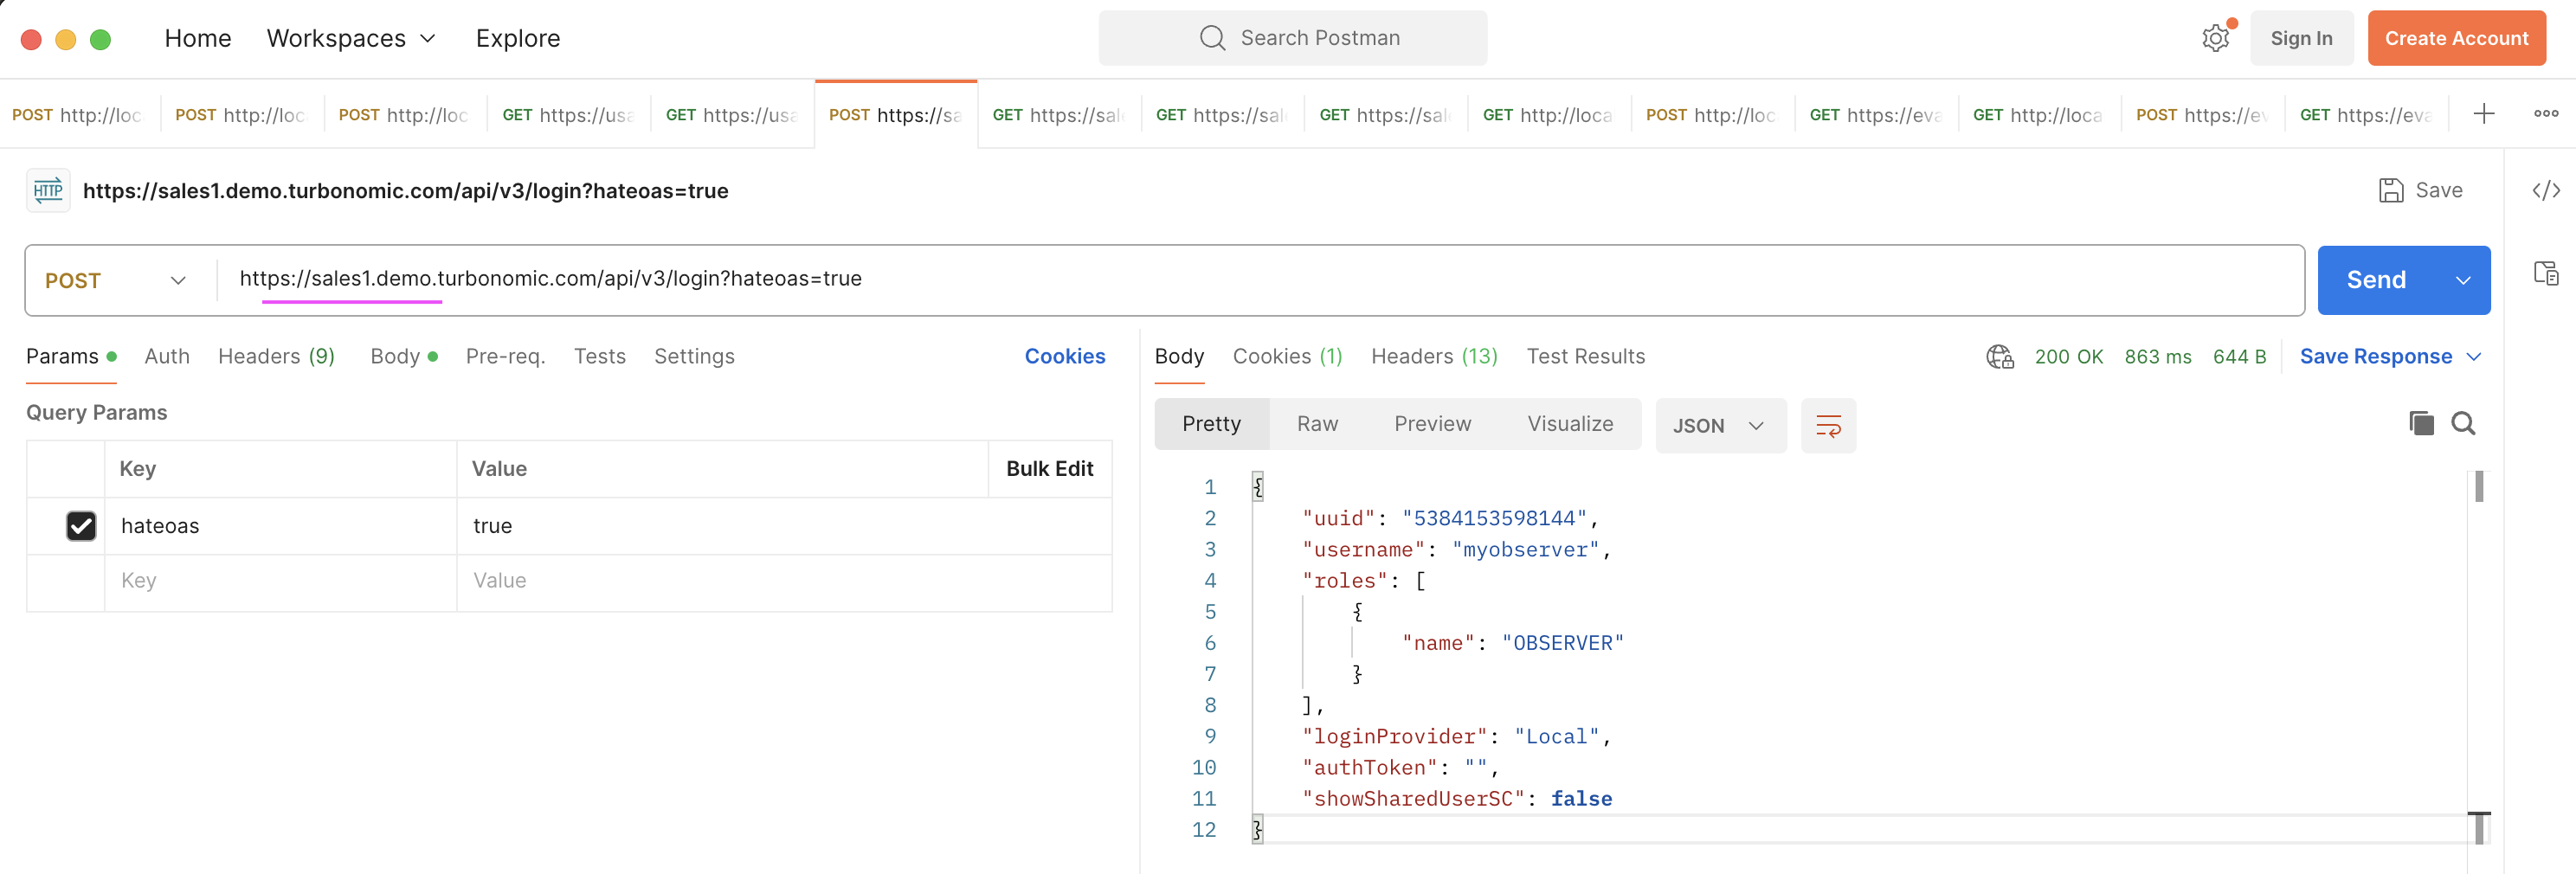 Home Workspaces Explore Search Postman Sign In Create Account
POST http://loc POST http://loc POST http://loc GET https://usa GET https://usa POST https://sa GET https://sal GET https://sal GET https://sal GET http://loca POST http://loc GET https://eva GET http://loca POST https://ev GET https://eva
HTTP https://sales1.demo.turbonomic.com/api/v3/login?hateoas=true Save </>
POST https://sales1.demo.turbonomic.com/api/v3/login?hateoas=true Send
Params Auth Headers (9) Body Pre-req. Tests Settings Cookies
Query Params
Key Value Bulk Edit
hateoas true
Key Value
Body Cookies (1) Headers (13) Test Results 200 OK 863 ms 644 B Save Response
Pretty Raw Preview Visualize JSON
1 {
2 "uuid": "5384153598144",
3 "username": "myobserver",
4 "roles": [
5 {
6 "name": "OBSERVER"
7 }
8 ],
9 "loginProvider": "Local",
10 "authToken": "",
11 "showSharedUserSC": false
12 }